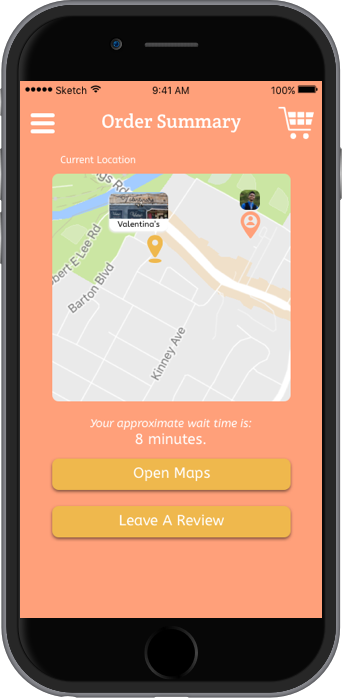 Sketch 9:41 AM 100%
Order Summary
Current Location
gs Rd
Valentina's
bert E Lee Rd
Barton Blvd
Kinney Ave
Your approximate wait time is:
8 minutes.
Open Maps
Leave A Review